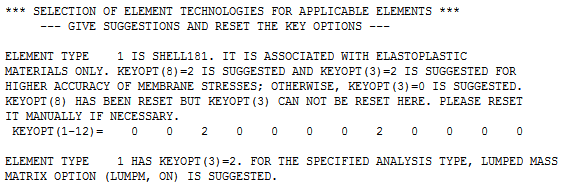 *** SELECTION OF ELEMENT TECHNOLOGIES FOR APPLICABLE ELEMENTS ***
--- GIVE SUGGESTIONS AND RESET THE KEY OPTIONS ---
ELEMENT TYPE 1 IS SHELL181. IT IS ASSOCIATED WITH ELASTOPLASTIC
MATERIALS ONLY. KEYOPT(8)=2 IS SUGGESTED AND KEYOPT(3)=2 IS SUGGESTED FOR
HIGHER ACCURACY OF MEMBRANE STRESSES; OTHERWISE, KEYOPT(3)=0 IS SUGGESTED.
KEYOPT(8) HAS BEEN RESET BUT KEYOPT(3) CAN NOT BE RESET HERE. PLEASE RESET
IT MANUALLY IF NECESSARY.
KEYOPT(1-12)= 0 0 2 0 0 0 0 2 0 0 0 0
ELEMENT TYPE 1 HAS KEYOPT(3)=2. FOR THE SPECIFIED ANALYSIS TYPE, LUMPED MASS
MATRIX OPTION (LUMPM, ON) IS SUGGESTED.